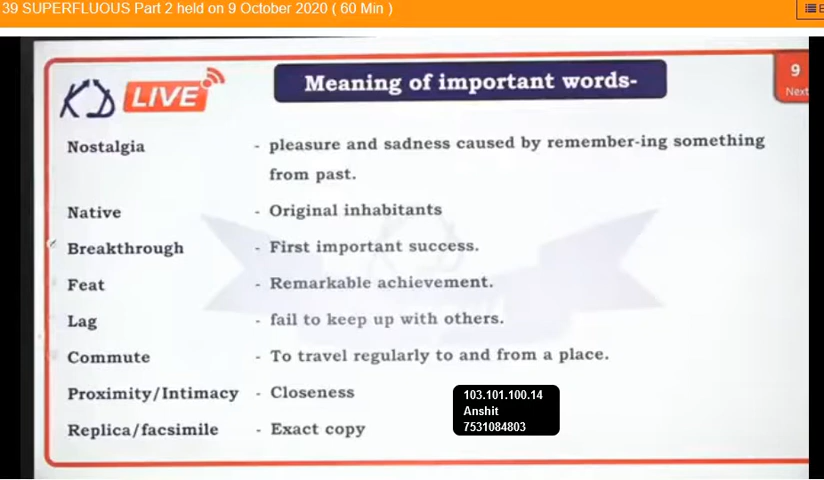 39 SUPERFLUOUS Part 2 held on 9 October 2020 ( 60 Min )
KD LIVE
Meaning of important words-
9
Next
Nostalgia - pleasure and sadness caused by remember-ing something
from past.
Native - Original inhabitants
Breakthrough - First important success.
Feat - Remarkable achievement.
Lag - fail to keep up with others.
Commute - To travel regularly to and from a place.
Proximity/Intimacy - Closeness
Replica/facsimile - Exact copy
103.101.100.14
Anshit
7531084803